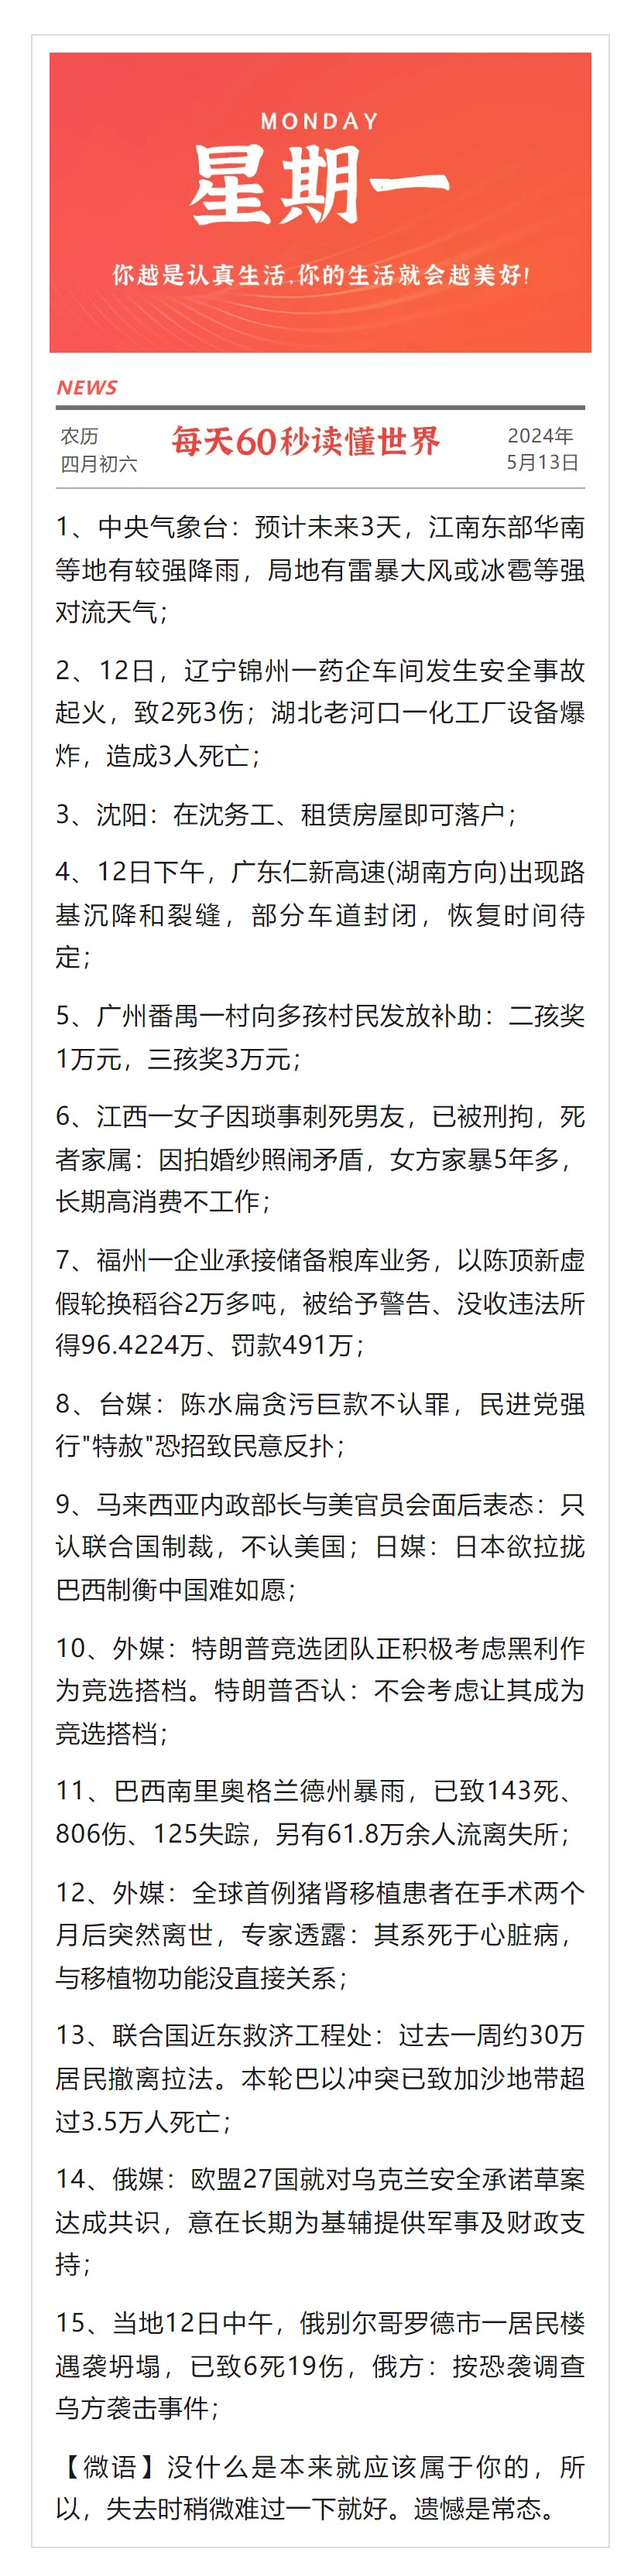 MONDAY
星期一
你越是认真生活,你的生活就会越美好!
NEWS
农历
四月初六
每天60秒读懂世界
2024年
5月13日
1、中央气象台：预计未来3天，江南东部华南
等地有较强降雨，局地有雷暴大风或冰雹等强
对流天气；
2、12日，辽宁锦州一药企车间发生安全事故
起火，致2死3伤；湖北老河口一化工厂设备爆
炸，造成3人死亡；
3、沈阳：在沈务工、租赁房屋即可落户；
4、12日下午，广东仁新高速(湖南方向)出现路
基沉降和裂缝，部分车道封闭，恢复时间待
定；
5、广州番禺一村向多孩村民发放补助：二孩奖
1万元，三孩奖3万元；
6、江西一女子因琐事刺死男友，已被刑拘，死
者家属：因拍婚纱照闹矛盾，女方家暴5年多，
长期高消费不工作；
7、福州一企业承接储备粮库业务，以陈顶新虚
假轮换稻谷2万多吨，被给予警告、没收违法所
得96.4224万、罚款491万；
8、台媒：陈水扁贪污巨款不认罪，民进党强
行"特赦"恐招致民意反扑；
9、马来西亚内政部长与美官员会面后表态：只
认联合国制裁，不认美国；日媒：日本欲拉拢
巴西制衡中国难如愿；
10、外媒：特朗普竞选团队正积极考虑黑利作
为竞选搭档。特朗普否认：不会考虑让其成为
竞选搭档；
11、巴西南里奥格兰德州暴雨，已致143死、
806伤、125失踪，另有61.8万余人流离失所；
12、外媒：全球首例猪肾移植患者在手术两个
月后突然离世，专家透露：其系死于心脏病，
与移植物功能没直接关系；
13、联合国近东救济工程处：过去一周约30万
居民撤离拉法。本轮巴以冲突已致加沙地带超
过3.5万人死亡；
14、俄媒：欧盟27国就对乌克兰安全承诺草案
达成共识，意在长期为基辅提供军事及财政支
持；
15、当地12日中午，俄别尔哥罗德市一居民楼
遇袭坍塌，已致6死19伤，俄方：按恐袭调查
乌方袭击事件；
【微语】没什么是本来就应该属于你的，所
以，失去时稍微难过一下就好。遗憾是常态。